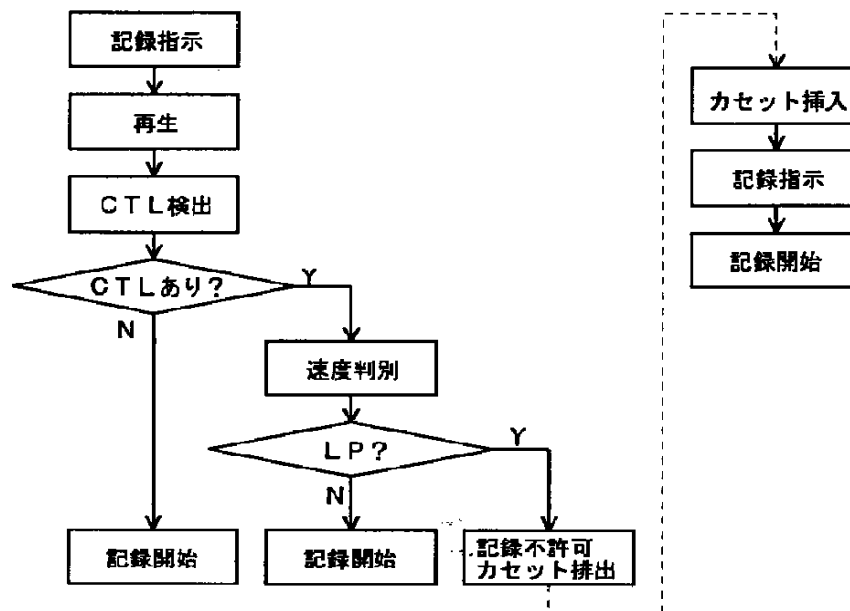 記録指示
再生
CTL検出
CTLあり?
Y
N
速度判別
LP?
Y
N
記録開始
記録開始
記録不許可
カセット排出
カセット挿入
記録指示
記録開始